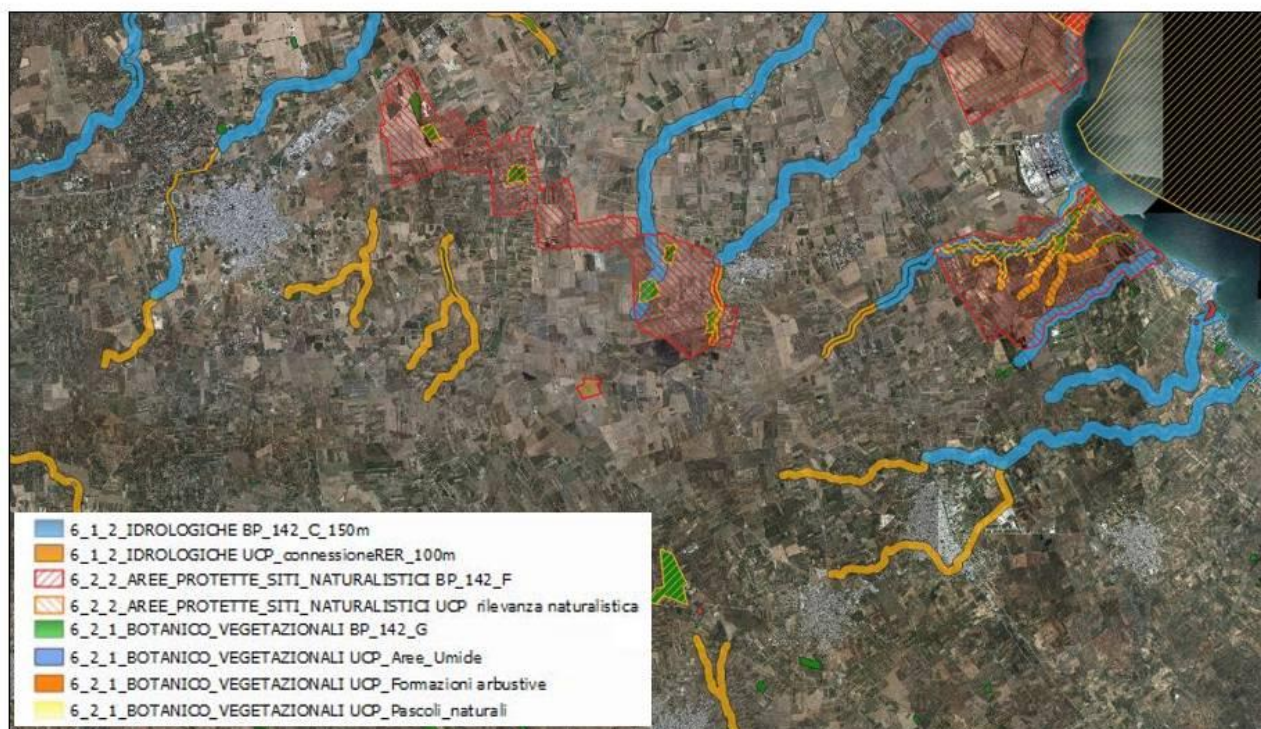 6_1_2_IDROLOGICHE BP_142_C_150m
6_1_2_IDROLOGICHE UCP_connessioneRER_100m
6_2_2_AREE_PROTETTE_SITI_NATURALISTICI BP_142_F
6_2_2_AREE_PROTETTE_SITI_NATURALISTICI UCP rilevanza naturalistica
6_2_1_BOTANICO_VEGETAZIONALI BP_142_G
6_2_1_BOTANICO_VEGETAZIONALI UCP_Aree_Umide
6_2_1_BOTANICO_VEGETAZIONALI UCP_Formazioni arbustive
6_2_1_BOTANICO_VEGETAZIONALI UCP_Pascoli_naturali